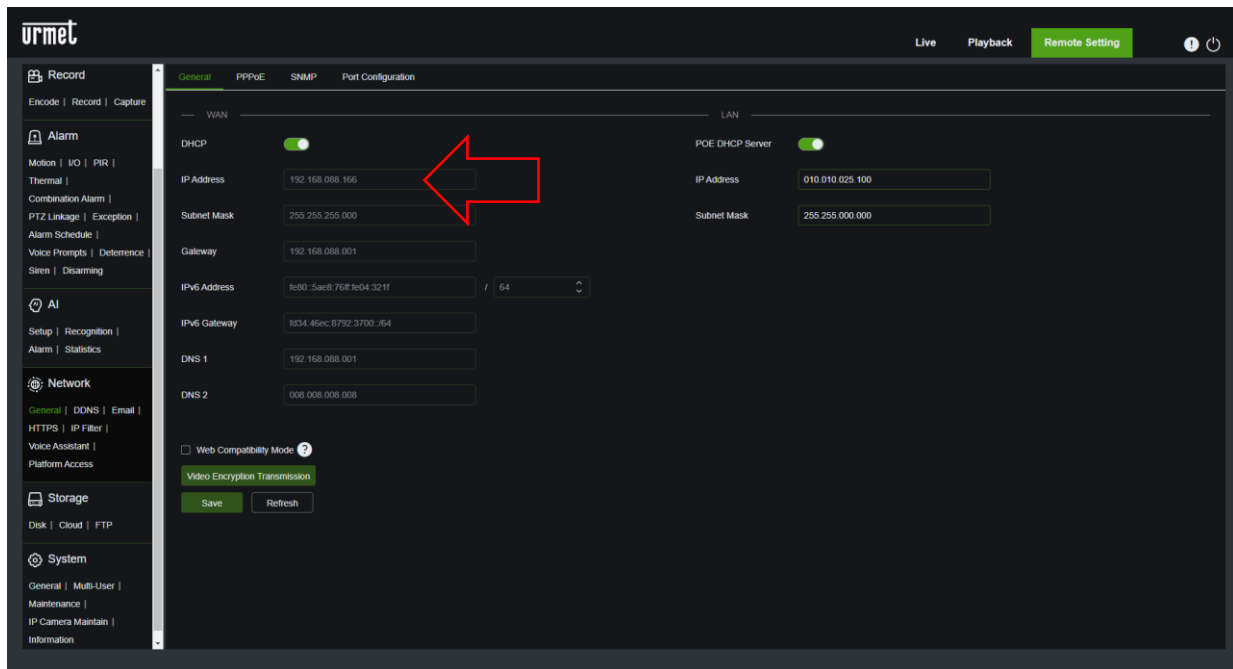 urmet
Live Playback Remote Setting
Record
Encode | Record | Capture
Alarm
Motion | I/O | PIR |
Thermal |
Combination Alarm |
PTZ Linkage | Exception |
Alarm Schedule |
Voice Prompts | Deterrence |
Siren | Disarming
AI
Setup | Recognition |
Alarm | Statistics
Network
General | DDNS | Email |
HTTPS | IP Filter |
Voice Assistant |
Platform Access
Storage
Disk | Cloud | FTP
System
General | Multi-User |
Maintenance |
IP Camera Maintain |
Information
General PPPoE SNMP Port Configuration
WAN
DHCP
IP Address 192.168.088.166
Subnet Mask 255.255.255.000
Gateway 192.168.088.001
IPv6 Address fe80::5ae8:76ff:fe04:321f / 64
IPv6 Gateway fd34:46ec:8792:3700::/64
DNS 1 192.168.088.001
DNS 2 008.008.008.008
Web Compatibility Mode ?
Video Encryption Transmission
Save Refresh
LAN
POE DHCP Server
IP Address 010.010.025.100
Subnet Mask 255.255.000.000